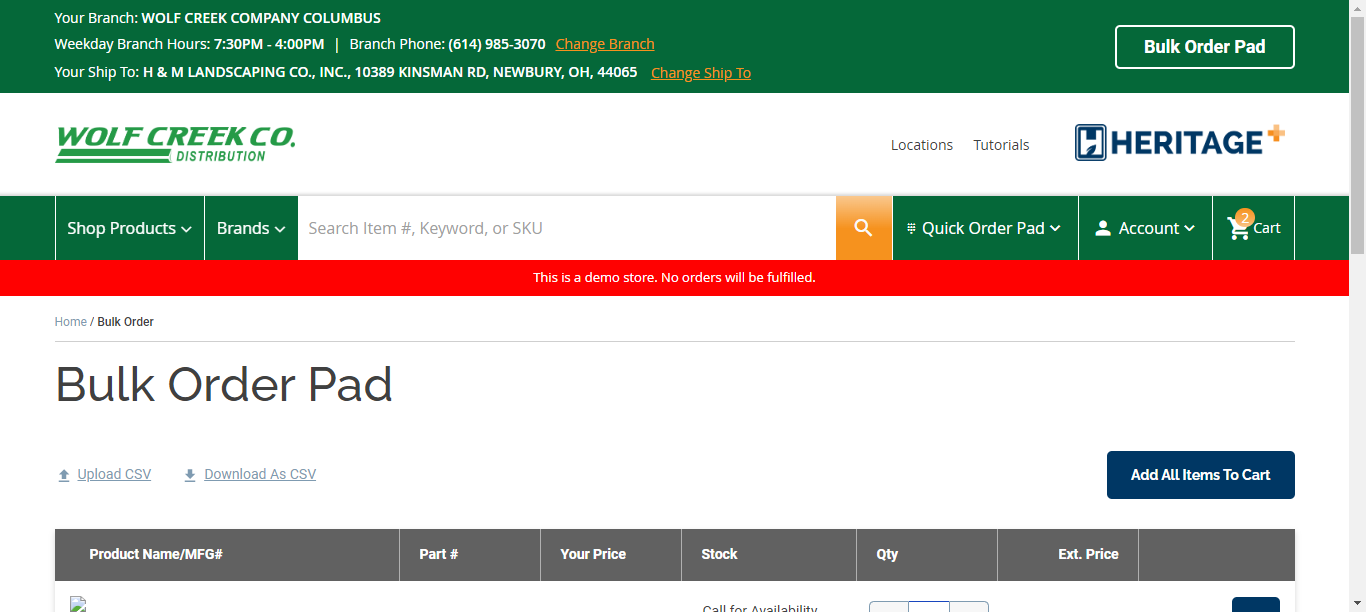 Your Branch: WOLF CREEK COMPANY COLUMBUS
Weekday Branch Hours: 7:30PM - 4:00PM | Branch Phone: (614) 985-3070 Change Branch
Your Ship To: H & M LANDSCAPING CO., INC., 10389 KINSMAN RD, NEWBURY, OH, 44065 Change Ship To
Bulk Order Pad
WOLF CREEK CO.
DISTRIBUTION
Locations Tutorials
HERITAGE+
Shop Products Brands Search Item #, Keyword, or SKU Quick Order Pad Account 2 Cart
This is a demo store. No orders will be fulfilled.
Home / Bulk Order
Bulk Order Pad
Upload CSV Download As CSV Add All Items To Cart
Product Name/MFG# Part # Your Price Stock Qty Ext. Price
Call for Availability